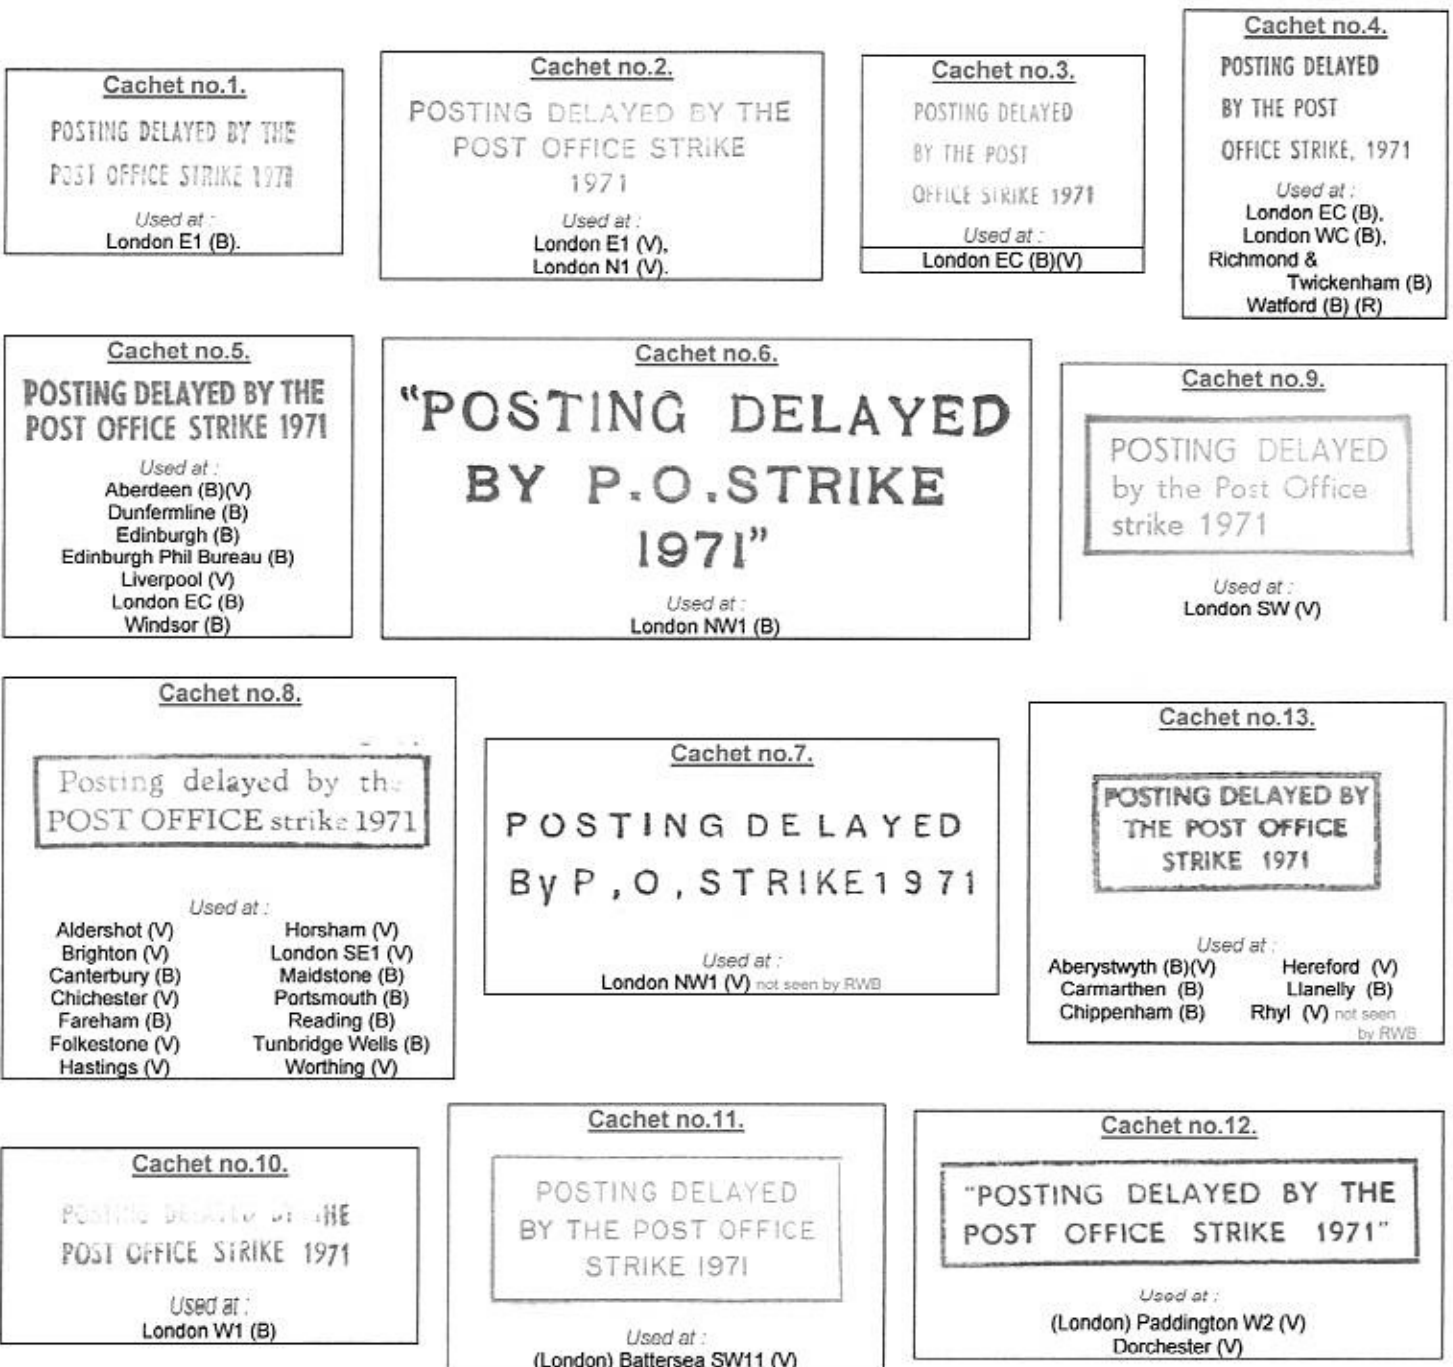 Cachet no.1.
POSTING DELAYED BY THE
POST OFFICE STRIKE 1971
Used at :
London E1 (B).
Cachet no.2.
POSTING DELAYED BY THE
POST OFFICE STRIKE
1971
Used at :
London E1 (V),
London N1 (V).
Cachet no.3.
POSTING DELAYED
BY THE POST
OFFICE STRIKE 1971
Used at :
London EC (B)(V)
Cachet no.4.
POSTING DELAYED
BY THE POST
OFFICE STRIKE, 1971
Used at :
London EC (B),
London WC (B),
Richmond &
Twickenham (B)
Watford (B) (R)
Cachet no.5.
POSTING DELAYED BY THE
POST OFFICE STRIKE 1971
Used at :
Aberdeen (B)(V)
Dunfermline (B)
Edinburgh (B)
Edinburgh Phil Bureau (B)
Liverpool (V)
London EC (B)
Windsor (B)
Cachet no.6.
“POSTING DELAYED
BY P.O.STRIKE
1971”
Used at :
London NW1 (B)
Cachet no.9.
POSTING DELAYED
by the Post Office
strike 1971
Used at :
London SW (V)
Cachet no.8.
Posting delayed by the
POST OFFICE strike 1971
Used at :
Aldershot (V)
Brighton (V)
Canterbury (B)
Chichester (V)
Fareham (B)
Folkestone (V)
Hastings (V)
Horsham (V)
London SE1 (V)
Maidstone (B)
Portsmouth (B)
Reading (B)
Tunbridge Wells (B)
Worthing (V)
Cachet no.7.
POSTING DELAYED
By P,O, STRIKE 1971
Used at :
London NW1 (V) not seen by RWB
Cachet no.13.
POSTING DELAYED BY
THE POST OFFICE
STRIKE 1971
Used at :
Aberystwyth (B)(V)
Carmarthen (B)
Chippenham (B)
Hereford (V)
Llanelly (B)
Rhyl (V) not seen
by RWB
Cachet no.10.
POSTING DELAYED BY THE
POST OFFICE STRIKE 1971
Used at :
London W1 (B)
Cachet no.11.
POSTING DELAYED
BY THE POST OFFICE
STRIKE 1971
Used at :
(London) Battersea SW11 (V)
Cachet no.12.
"POSTING DELAYED BY THE
POST OFFICE STRIKE 1971"
Used at :
(London) Paddington W2 (V)
Dorchester (V)